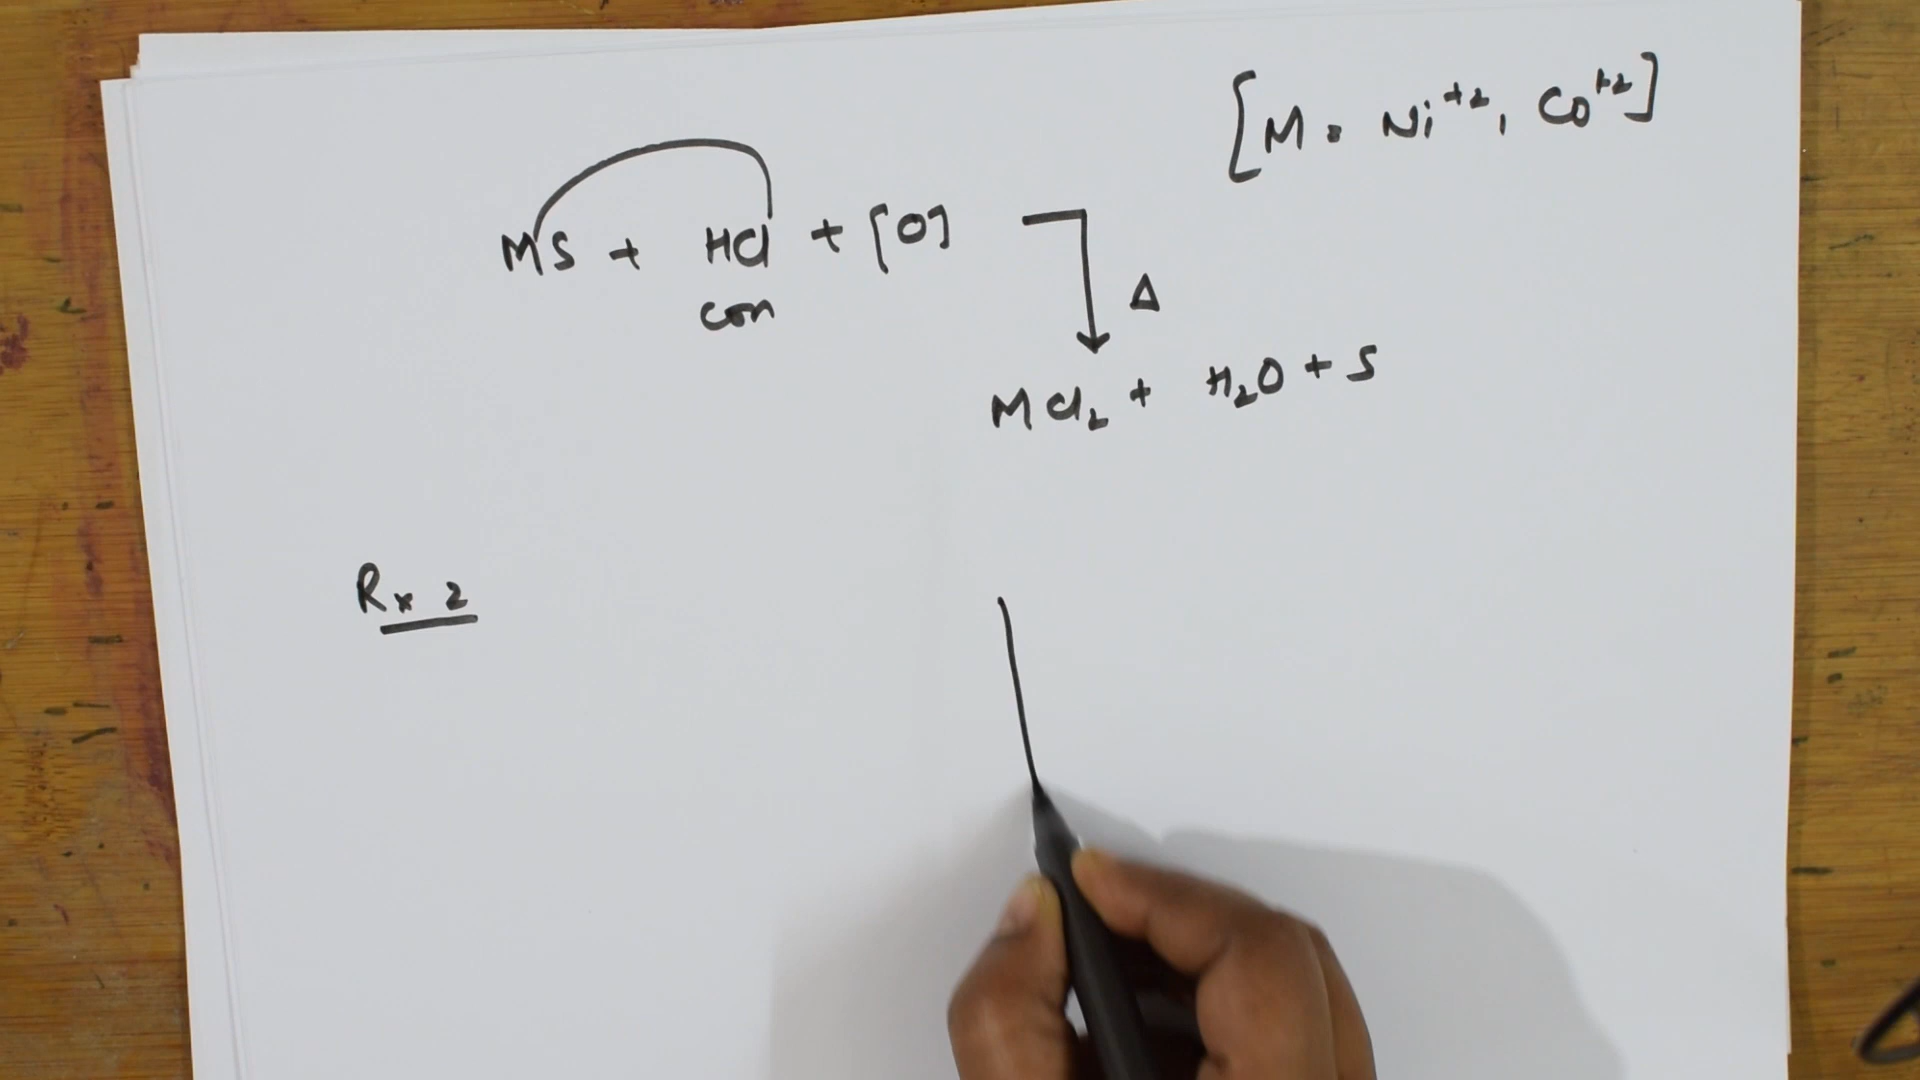 [M = Ni⁺², Co⁺²]
MS + HCl + [O]
con
Δ
MCl₂ + H₂O + S
Rx 2